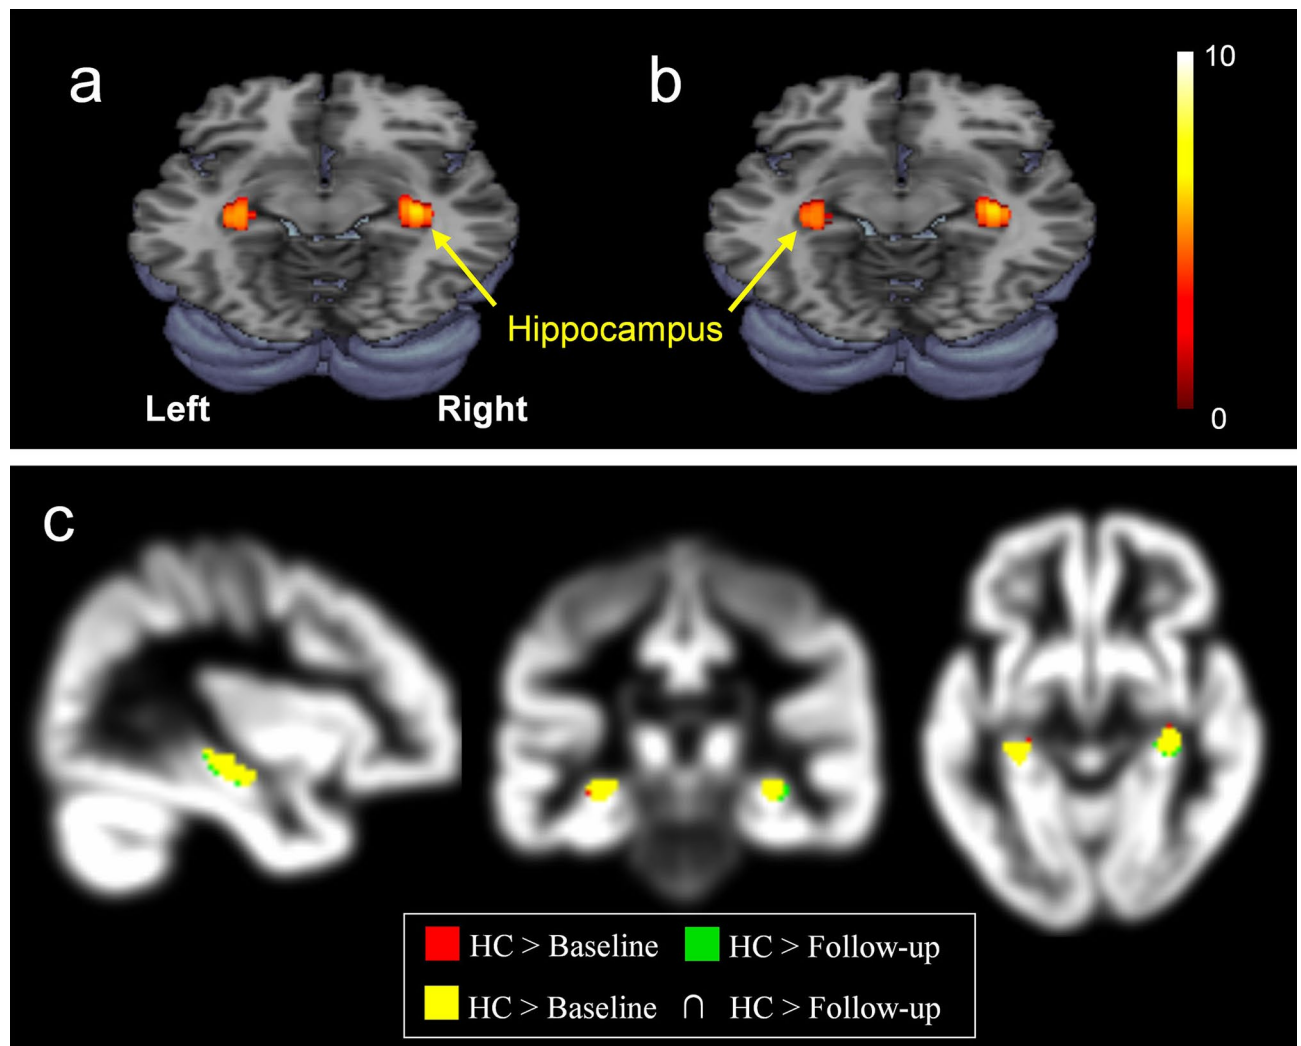 a
b
10
Hippocampus
Left
Right
0
c
HC > Baseline
HC > Follow-up
HC > Baseline ∩ HC > Follow-up